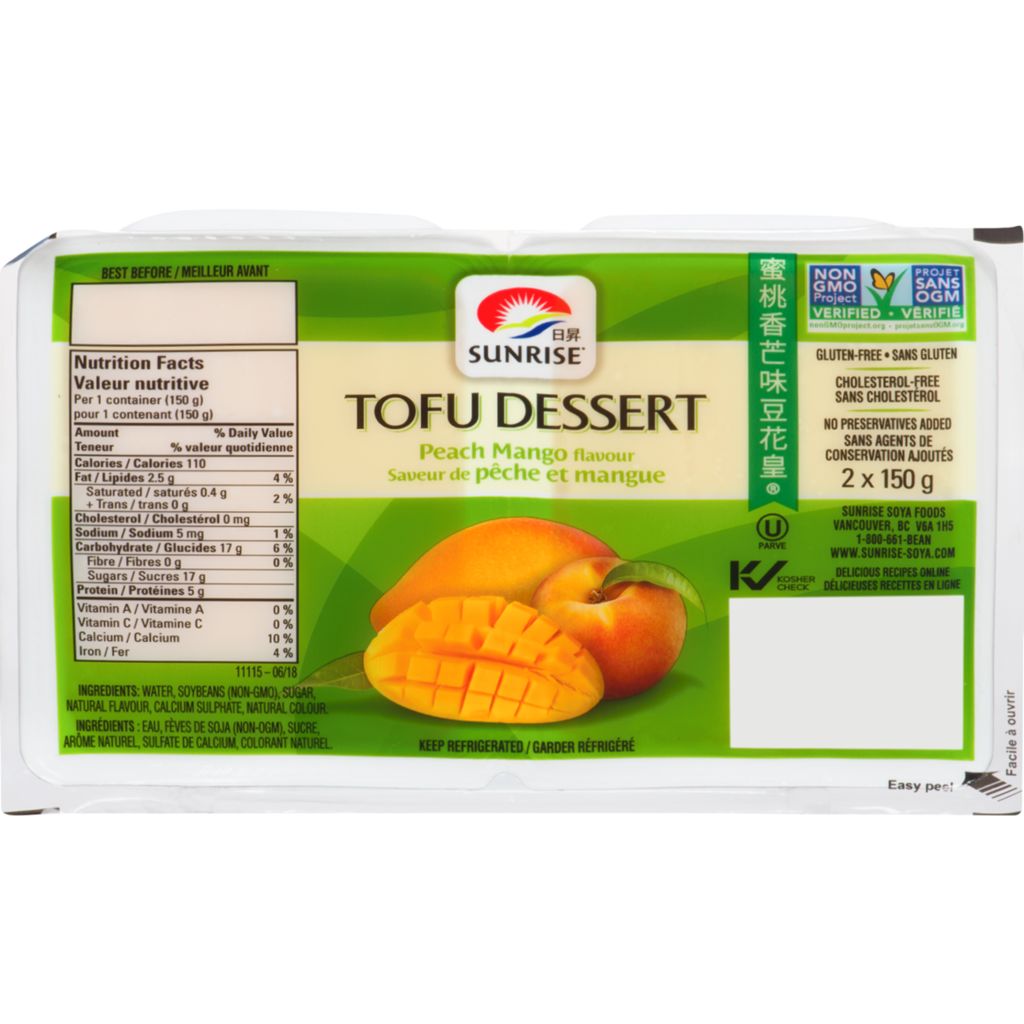 BEST BEFORE / MEILLEUR AVANT
Nutrition Facts
Valeur nutritive
Per 1 container (150 g)
pour 1 contenant (150 g)
Amount % Daily Value
Teneur % valeur quotidienne
Calories / Calories 110
Fat / Lipides 2.5 g 4 %
Saturated / saturés 0.4 g
+ Trans / trans 0 g 2 %
Cholesterol / Cholestérol 0 mg
Sodium / Sodium 5 mg 1 %
Carbohydrate / Glucides 17 g 6 %
Fibre / Fibres 0 g 0 %
Sugars / Sucres 17 g
Protein / Protéines 5 g
Vitamin A / Vitamine A 0 %
Vitamin C / Vitamine C 0 %
Calcium / Calcium 10 %
Iron / Fer 4 %
11115 – 06/18
INGREDIENTS: WATER, SOYBEANS (NON-GMO), SUGAR,
NATURAL FLAVOUR, CALCIUM SULPHATE, NATURAL COLOUR.
INGRÉDIENTS : EAU, FÈVES DE SOJA (NON-OGM), SUCRE,
ARÔME NATUREL, SULFATE DE CALCIUM, COLORANT NATUREL.
日昇
SUNRISE
TOFU DESSERT
Peach Mango flavour
Saveur de pêche et mangue
KEEP REFRIGERATED / GARDER RÉFRIGÉRÉ
蜜桃香芒味豆花皇®
U
PARVE
KV KOSHER
CHECK
NON
GMO
Project
PROJET
SANS
OGM
VERIFIED • VÉRIFIÉ
nonGMOproject.org - projetsansOGM.org
GLUTEN-FREE • SANS GLUTEN
CHOLESTEROL-FREE
SANS CHOLESTÉROL
NO PRESERVATIVES ADDED
SANS AGENTS DE
CONSERVATION AJOUTÉS
2 x 150 g
SUNRISE SOYA FOODS
VANCOUVER, BC V6A 1H5
1-800-661-BEAN
WWW.SUNRISE-SOYA.COM
DELICIOUS RECIPES ONLINE
DÉLICIEUSES RECETTES EN LIGNE
Easy peel
Facile à ouvrir